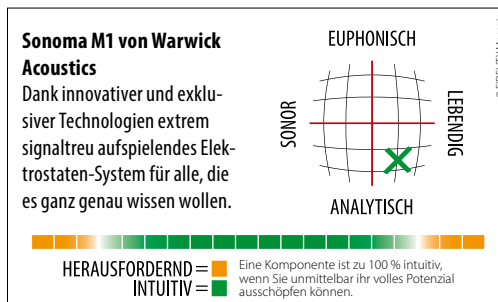 Sonoma M1 von Warwick
Acoustics
Dank innovativer und exklu-
siver Technologien extrem
signaltreu aufspielendes Elek-
trostaten-System für alle, die
es ganz genau wissen wollen.
EUPHONISCH
SONOR
LEBENDIG
ANALYTISCH
HERAUSFORDERND =
INTUITIV =
Eine Komponente ist zu 100 % intuitiv,
wenn Sie unmittelbar ihr volles Potenzial
ausschöpfen können.